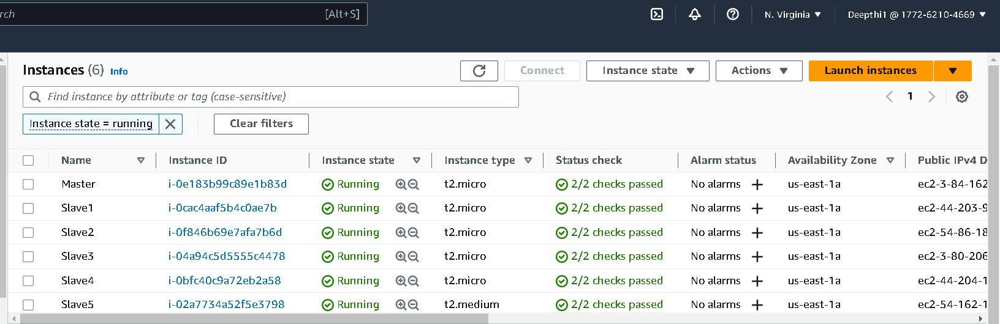 rch [Alt+S] N. Virginia Deepthi1 @ 1772-6210-4669
Instances (6) Info Connect Instance state Actions Launch instances
Find instance by attribute or tag (case-sensitive) 1
Instance state = running Clear filters
Name Instance ID Instance state Instance type Status check Alarm status Availability Zone Public IPv4 D
Master i-0e183b99c89e1b83d Running t2.micro 2/2 checks passed No alarms us-east-1a ec2-3-84-162
Slave1 i-0cac4aaf5b4c0ae7b Running t2.micro 2/2 checks passed No alarms us-east-1a ec2-44-203-9
Slave2 i-0f846b69e7afa7b6d Running t2.micro 2/2 checks passed No alarms us-east-1a ec2-54-86-18
Slave3 i-04a94c5d5555c4478 Running t2.micro 2/2 checks passed No alarms us-east-1a ec2-3-80-206
Slave4 i-0bfc40c9a72eb2a58 Running t2.micro 2/2 checks passed No alarms us-east-1a ec2-44-204-1
Slave5 i-02a7734a52f5e3798 Running t2.medium 2/2 checks passed No alarms us-east-1a ec2-54-162-1